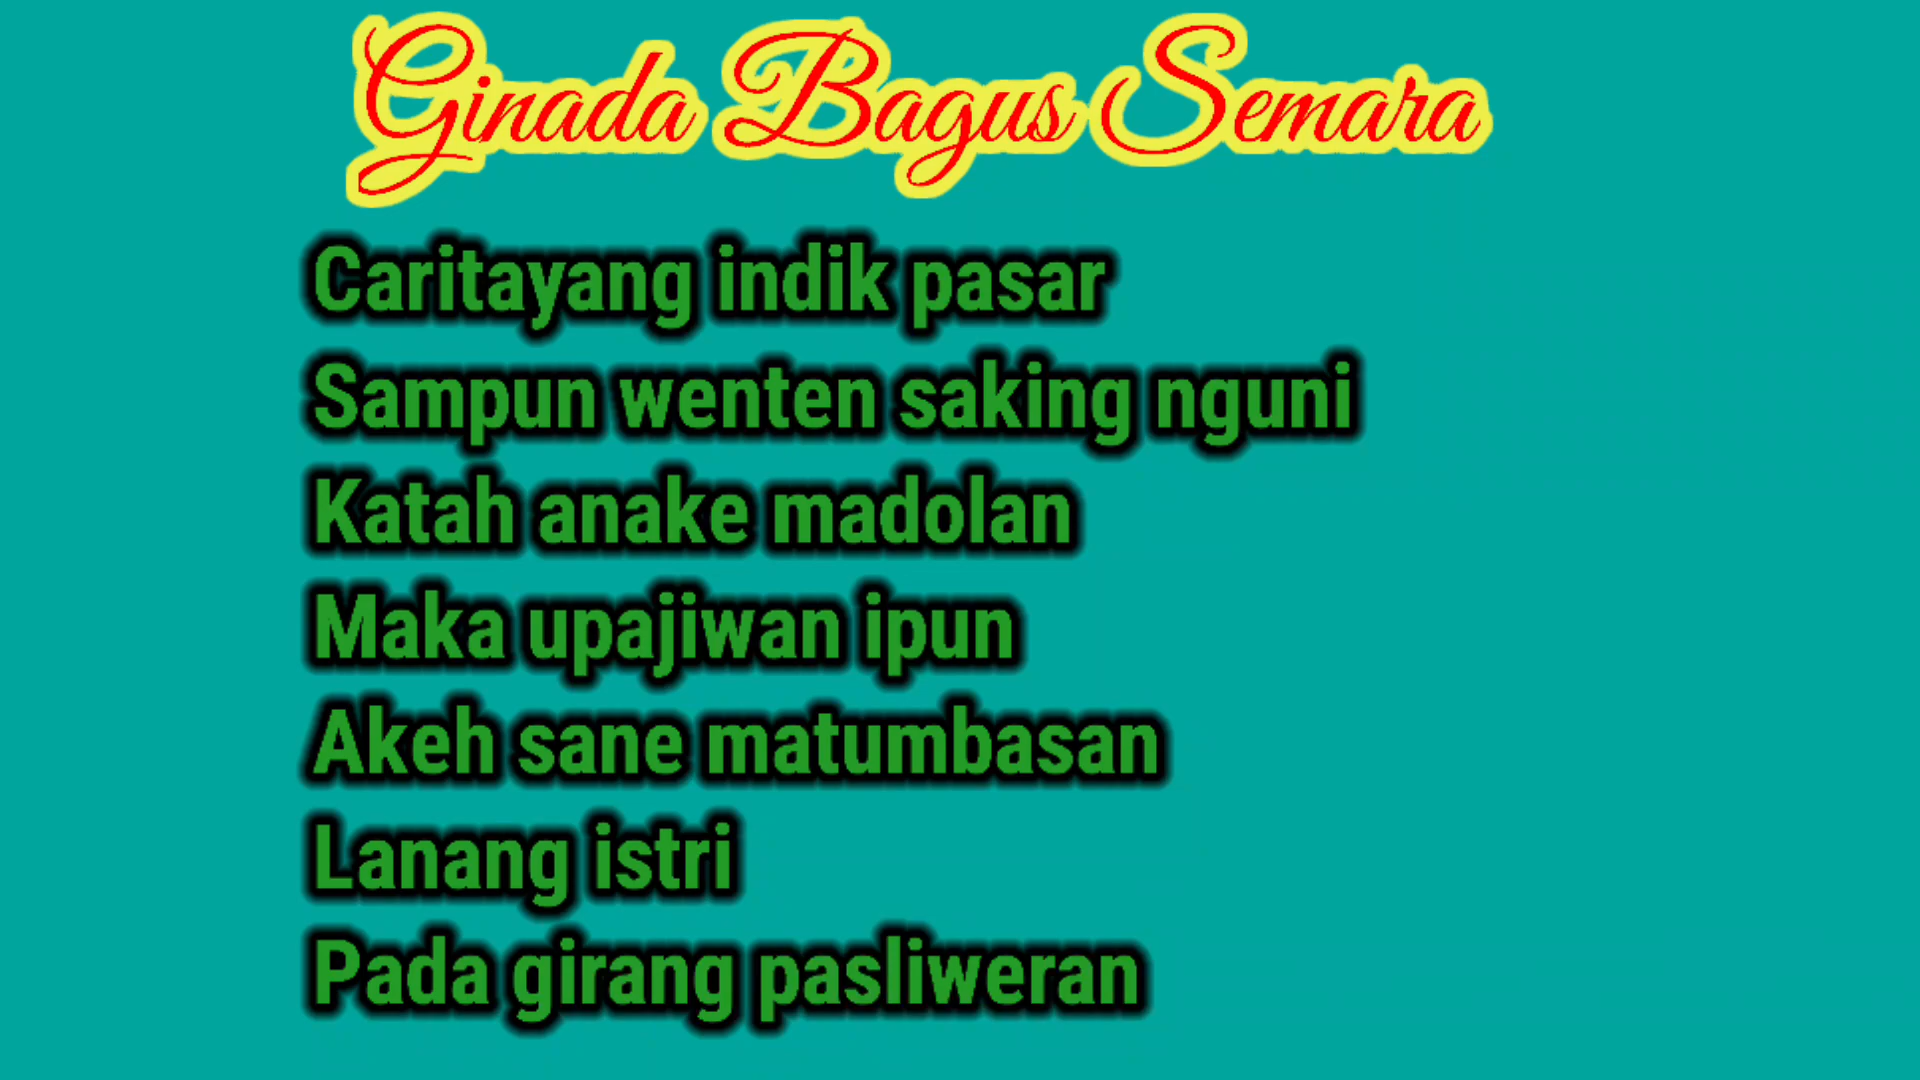 Ginada Bagus Semara
Caritayang indik pasar
Sampun wenten saking nguni
Katah anake madolan
Maka upajiwan ipun
Akeh sane matumbasan
Lanang istri
Pada girang pasliweran